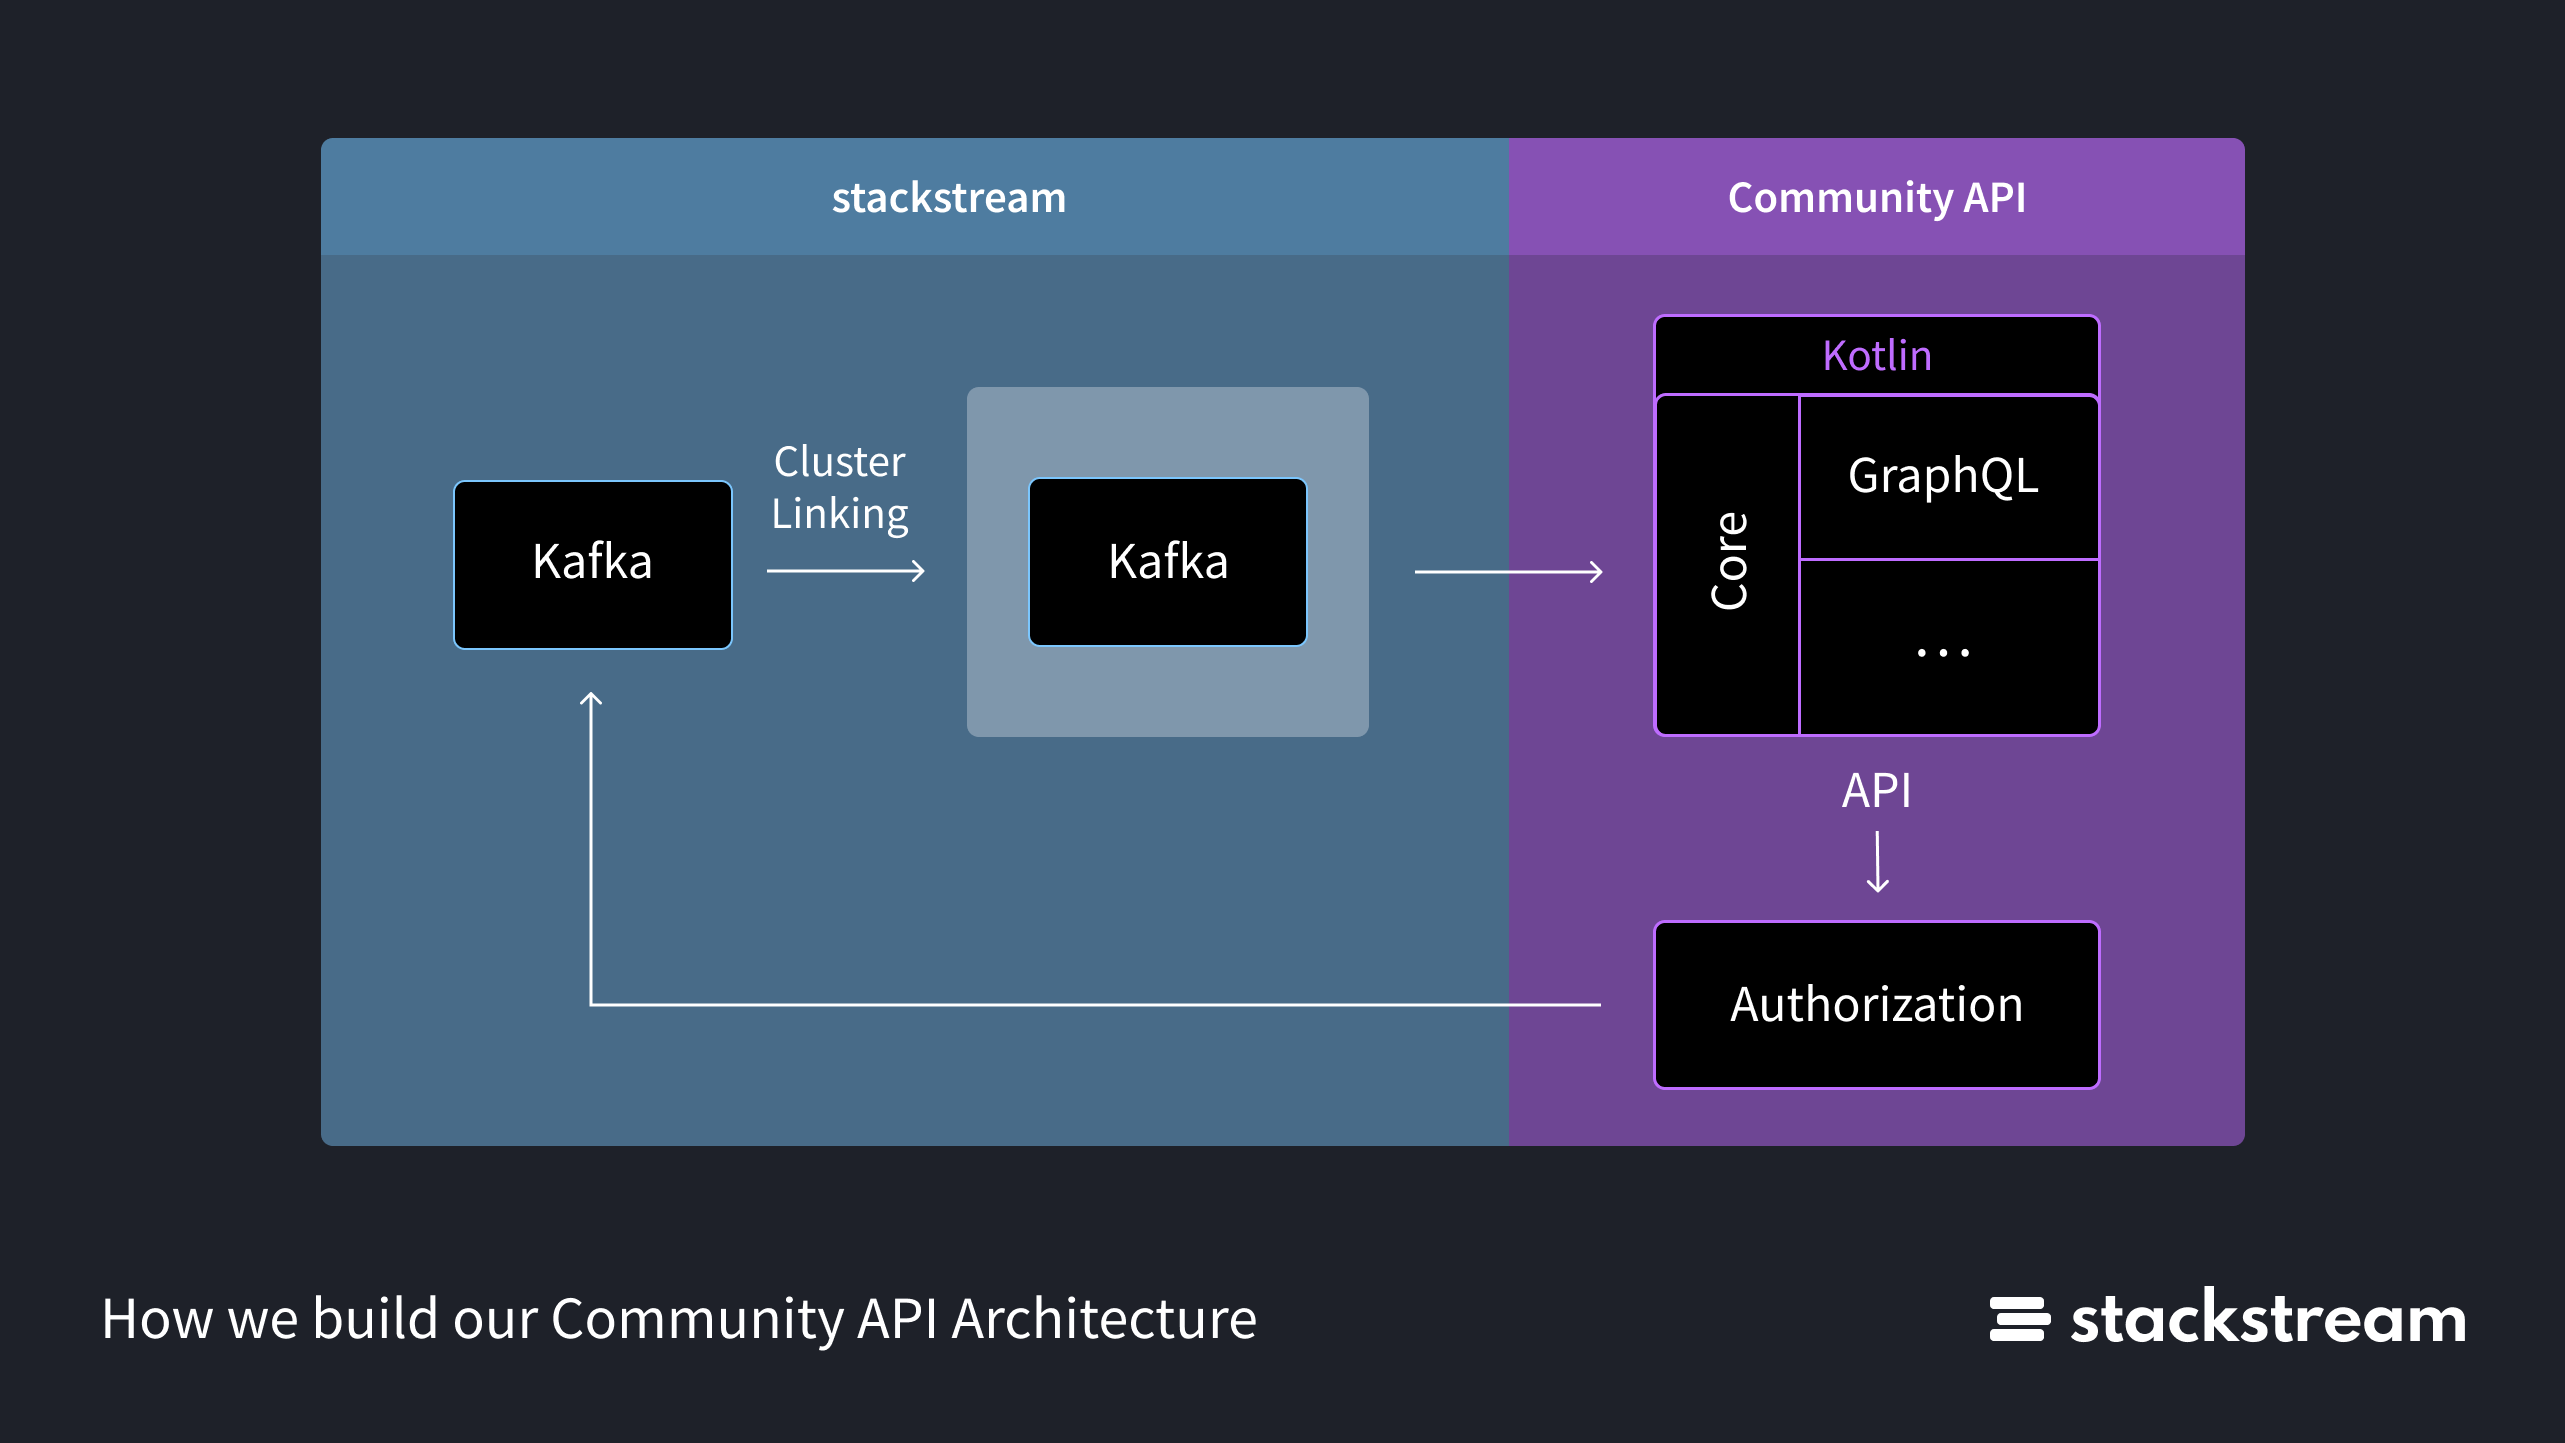 stackstream
Community API
Kotlin
Cluster
Linking
Kafka
Kafka
Core
GraphQL
...
API
Authorization
How we build our Community API Architecture
stackstream